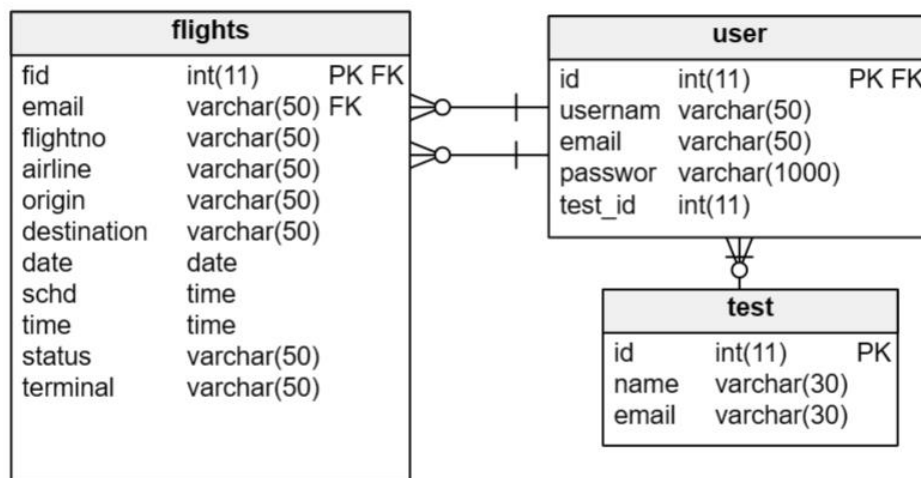 flights
fid int(11) PK FK
email varchar(50) FK
flightno varchar(50)
airline varchar(50)
origin varchar(50)
destination varchar(50)
date date
schd time
time time
status varchar(50)
terminal varchar(50)
user
id int(11) PK FK
usernam varchar(50)
email varchar(50)
passwor varchar(1000)
test_id int(11)
test
id int(11) PK
name varchar(30)
email varchar(30)